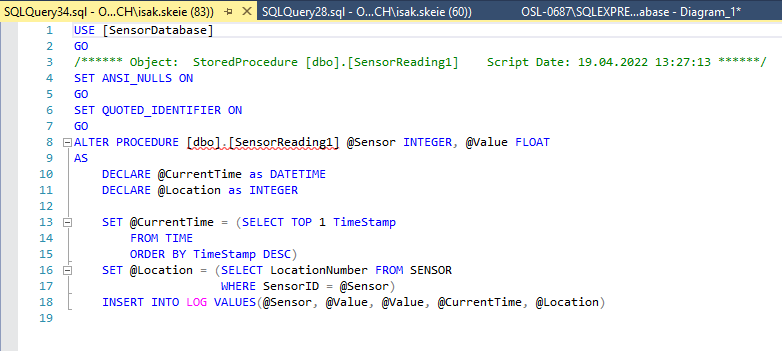 SQLQuery34.sql - O...CH\isak.skeie (83)) SQLQuery28.sql - O...CH\isak.skeie (60)) OSL-0687\SQLEXPRE...abase - Diagram_1*
1 USE [SensorDatabase]
2 GO
3 /****** Object:  StoredProcedure [dbo].[SensorReading1]    Script Date: 19.04.2022 13:27:13 ******/
4 SET ANSI_NULLS ON
5 GO
6 SET QUOTED_IDENTIFIER ON
7 GO
8 ALTER PROCEDURE [dbo].[SensorReading1] @Sensor INTEGER, @Value FLOAT
9 AS
10     DECLARE @CurrentTime as DATETIME
11     DECLARE @Location as INTEGER
12
13     SET @CurrentTime = (SELECT TOP 1 TimeStamp
14         FROM TIME
15         ORDER BY TimeStamp DESC)
16     SET @Location = (SELECT LocationNumber FROM SENSOR
17                     WHERE SensorID = @Sensor)
18     INSERT INTO LOG VALUES(@Sensor, @Value, @Value, @CurrentTime, @Location)
19